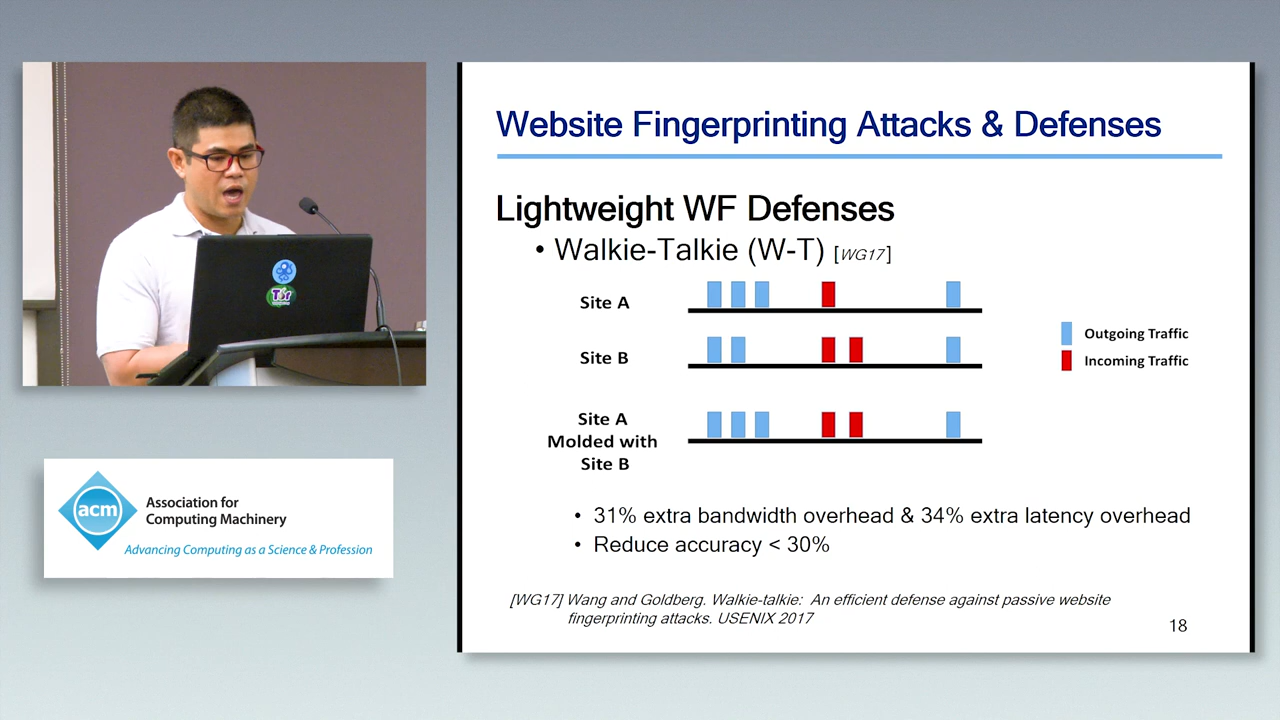 Website Fingerprinting Attacks & Defenses
Lightweight WF Defenses
• Walkie-Talkie (W-T) [WG17]
Site A
Site B
Outgoing Traffic
Incoming Traffic
Site A
Molded with
Site B
• 31% extra bandwidth overhead & 34% extra latency overhead
• Reduce accuracy < 30%
[WG17] Wang and Goldberg. Walkie-talkie: An efficient defense against passive website
fingerprinting attacks. USENIX 2017
18
Tor
acm
Association for
Computing Machinery
Advancing Computing as a Science & Profession